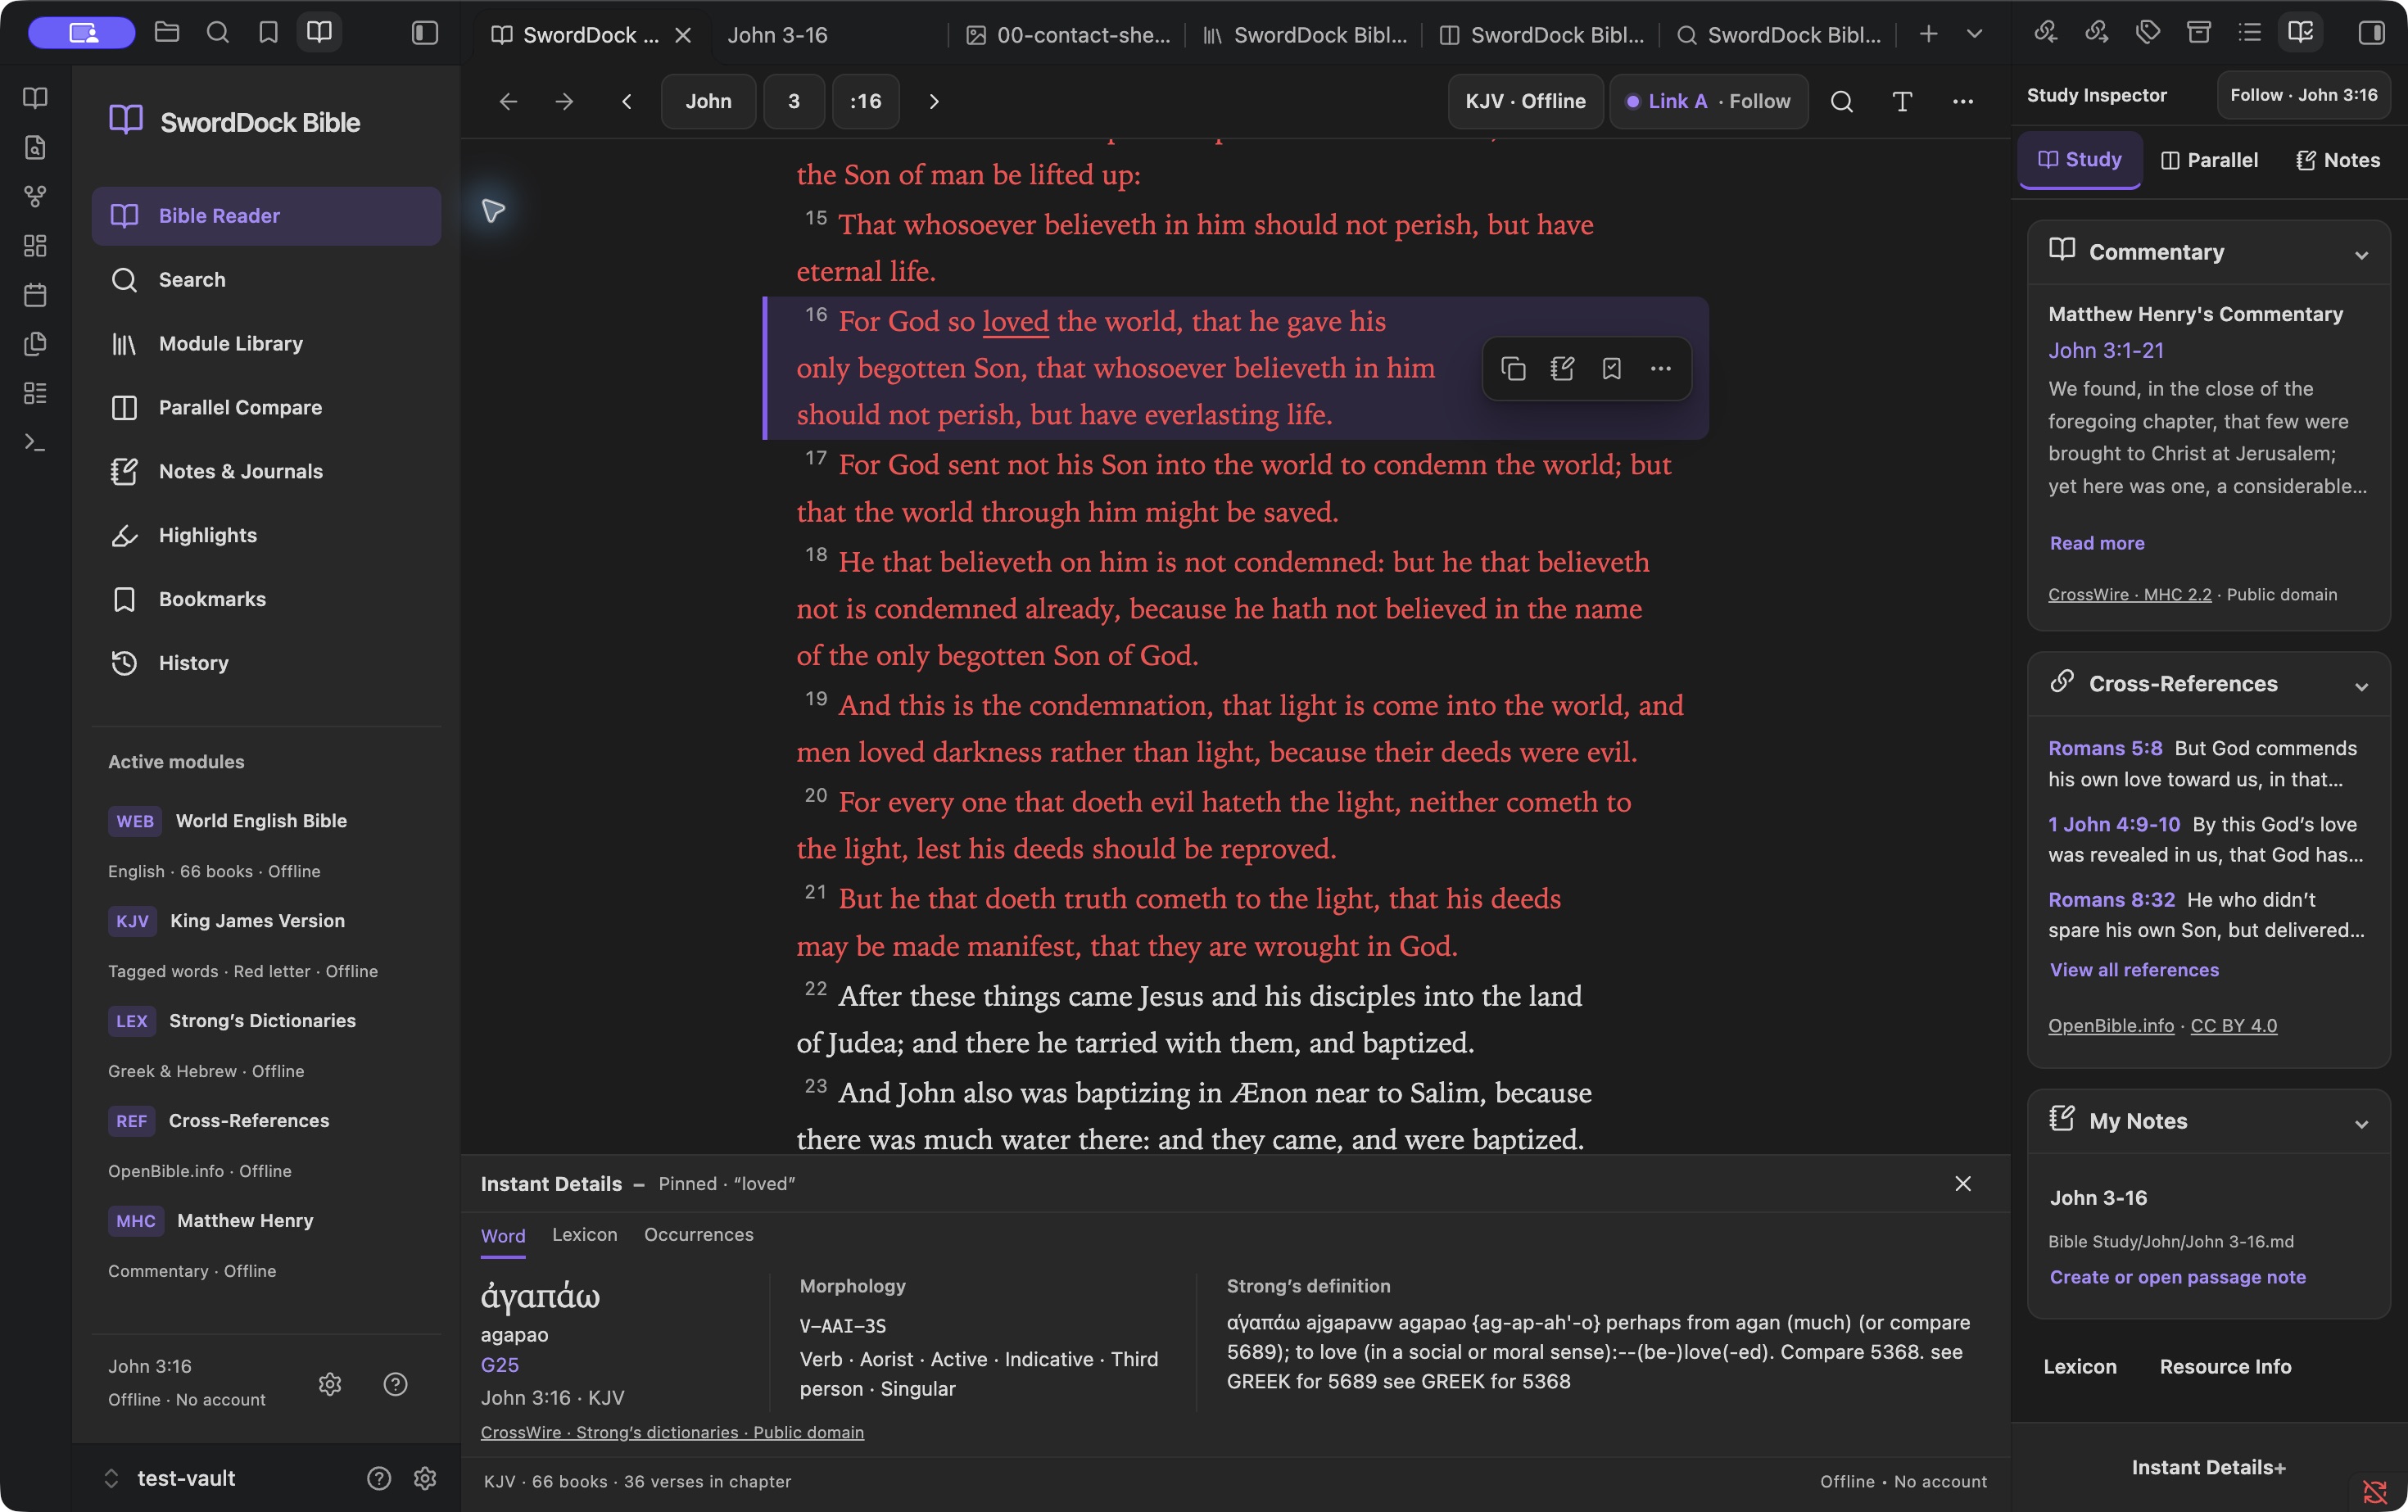 SwordDock ...
John 3-16
00-contact-she...
SwordDock Bibl...
SwordDock Bibl...
SwordDock Bibl...
SwordDock Bible
Bible Reader
Search
Module Library
Parallel Compare
Notes & Journals
Highlights
Bookmarks
History
Active modules
WEB World English Bible
English · 66 books · Offline
KJV King James Version
Tagged words · Red letter · Offline
LEX Strong’s Dictionaries
Greek & Hebrew · Offline
REF Cross-References
OpenBible.info · Offline
MHC Matthew Henry
Commentary · Offline
John 3:16
Offline · No account
test-vault
John 3 :16
KJV · Offline
Link A · Follow
the Son of man be lifted up:
15 That whosoever believeth in him should not perish, but have
eternal life.
16 For God so loved the world, that he gave his
only begotten Son, that whosoever believeth in him
should not perish, but have everlasting life.
17 For God sent not his Son into the world to condemn the world; but
that the world through him might be saved.
18 He that believeth on him is not condemned: but he that believeth
not is condemned already, because he hath not believed in the name
of the only begotten Son of God.
19 And this is the condemnation, that light is come into the world, and
men loved darkness rather than light, because their deeds were evil.
20 For every one that doeth evil hateth the light, neither cometh to
the light, lest his deeds should be reproved.
21 But he that doeth truth cometh to the light, that his deeds
may be made manifest, that they are wrought in God.
22 After these things came Jesus and his disciples into the land
of Judea; and there he tarried with them, and baptized.
23 And John also was baptizing in Ænon near to Salim, because
there was much water there: and they came, and were baptized.
Instant Details – Pinned · “loved”
Word Lexicon Occurrences
ἀγαπάω
agapao
G25
John 3:16 · KJV
CrossWire · Strong’s dictionaries · Public domain
Morphology
V–AAI–3S
Verb · Aorist · Active · Indicative · Third
person · Singular
Strong’s definition
ἀγαπάω ajgapavw agapao {ag-ap-ah'-o} perhaps from agan (much) (or compare
5689); to love (in a social or moral sense):--(be-)love(-ed). Compare 5368. see
GREEK for 5689 see GREEK for 5368
KJV · 66 books · 36 verses in chapter
Offline • No account
Study Inspector
Follow · John 3:16
Study Parallel Notes
Commentary
Matthew Henry's Commentary
John 3:1-21
We found, in the close of the
foregoing chapter, that few were
brought to Christ at Jerusalem;
yet here was one, a considerable...
Read more
CrossWire · MHC 2.2 · Public domain
Cross-References
Romans 5:8 But God commends
his own love toward us, in that...
1 John 4:9-10 By this God’s love
was revealed in us, that God has...
Romans 8:32 He who didn’t
spare his own Son, but delivered...
View all references
OpenBible.info · CC BY 4.0
My Notes
John 3-16
Bible Study/John/John 3-16.md
Create or open passage note
Lexicon
Resource Info
Instant Details+